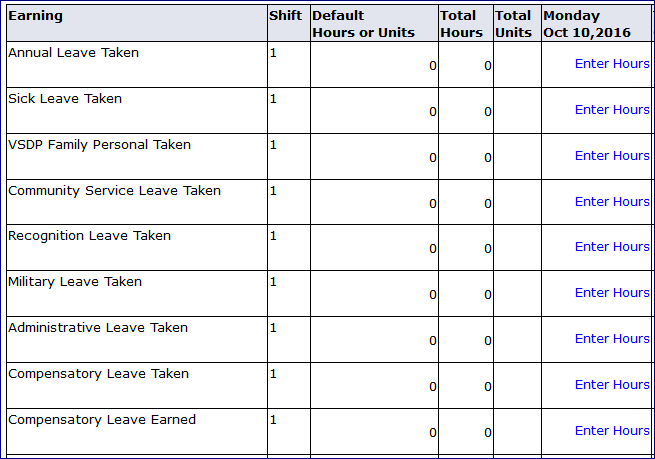 Earning Shift Default Hours or Units Total Hours Total Units Monday Oct 10,2016
Annual Leave Taken 1 0 0 Enter Hours
Sick Leave Taken 1 0 0 Enter Hours
VSDP Family Personal Taken 1 0 0 Enter Hours
Community Service Leave Taken 1 0 0 Enter Hours
Recognition Leave Taken 1 0 0 Enter Hours
Military Leave Taken 1 0 0 Enter Hours
Administrative Leave Taken 1 0 0 Enter Hours
Compensatory Leave Taken 1 0 0 Enter Hours
Compensatory Leave Earned 1 0 0 Enter Hours